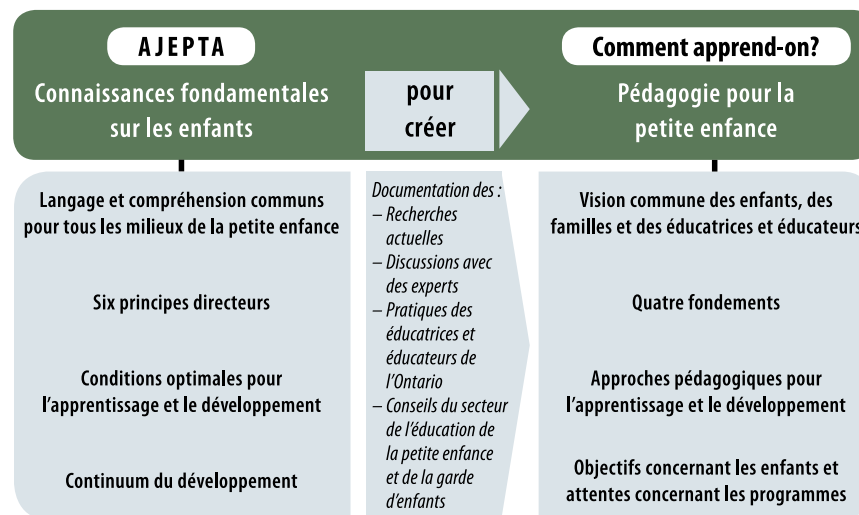 AJEPTA
Connaissances fondamentales
sur les enfants
pour
créer
Comment apprend-on?
Pédagogie pour la
petite enfance
Langage et compréhension communs
pour tous les milieux de la petite enfance
Six principes directeurs
Conditions optimales pour
l'apprentissage et le développement
Continuum du développement
Documentation des :
– Recherches
actuelles
– Discussions avec
des experts
– Pratiques des
éducatrices et
éducateurs de
l'Ontario
– Conseils du secteur
de l'éducation de
la petite enfance
et de la garde
d'enfants
Vision commune des enfants, des
familles et des éducatrices et éducateurs
Quatre fondements
Approches pédagogiques pour
l'apprentissage et le développement
Objectifs concernant les enfants et
attentes concernant les programmes